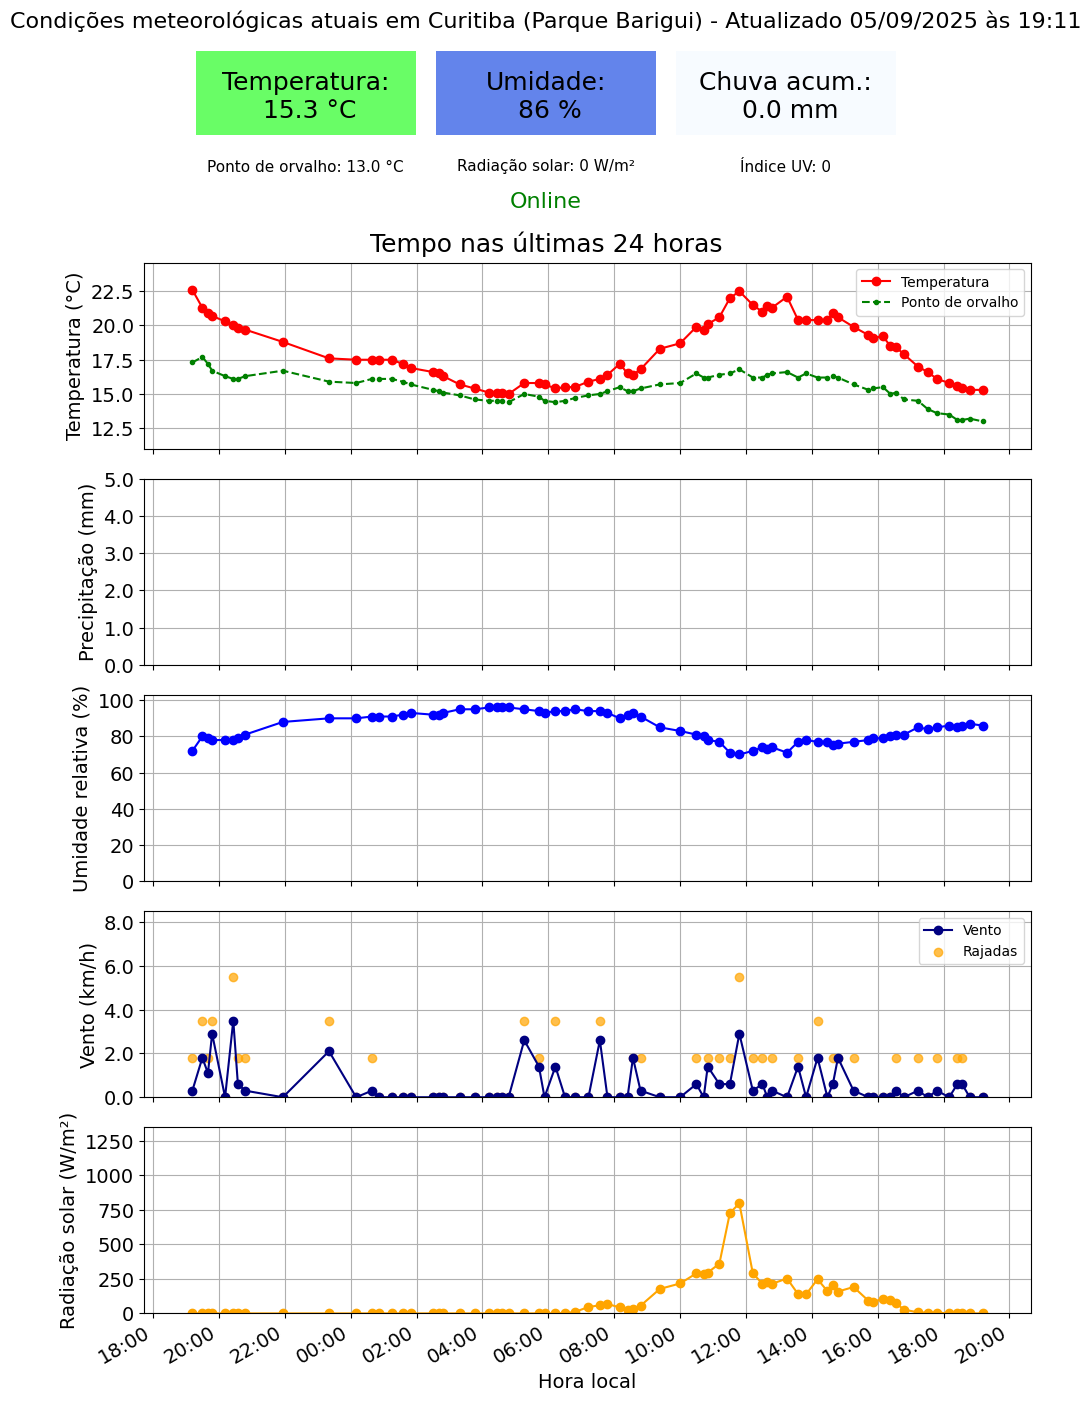 Condições meteorológicas atuais em Curitiba (Parque Barigui) - Atualizado 05/09/2025 às 19:11
Temperatura:
15.3 °C
Umidade:
86 %
Chuva acum.:
0.0 mm
Ponto de orvalho: 13.0 °C
Radiação solar: 0 W/m²
Índice UV: 0
Online
Tempo nas últimas 24 horas
Temperatura (°C)
22.5
20.0
17.5
15.0
12.5
Temperatura
Ponto de orvalho
Precipitação (mm)
5.0
4.0
3.0
2.0
1.0
0.0
Umidade relativa (%)
100
80
60
40
20
0
Vento (km/h)
8.0
6.0
4.0
2.0
0.0
Vento
Rajadas
Radiação solar (W/m²)
1250
1000
750
500
250
0
18:00
20:00
22:00
00:00
02:00
04:00
06:00
08:00
10:00
12:00
14:00
16:00
18:00
20:00
Hora local